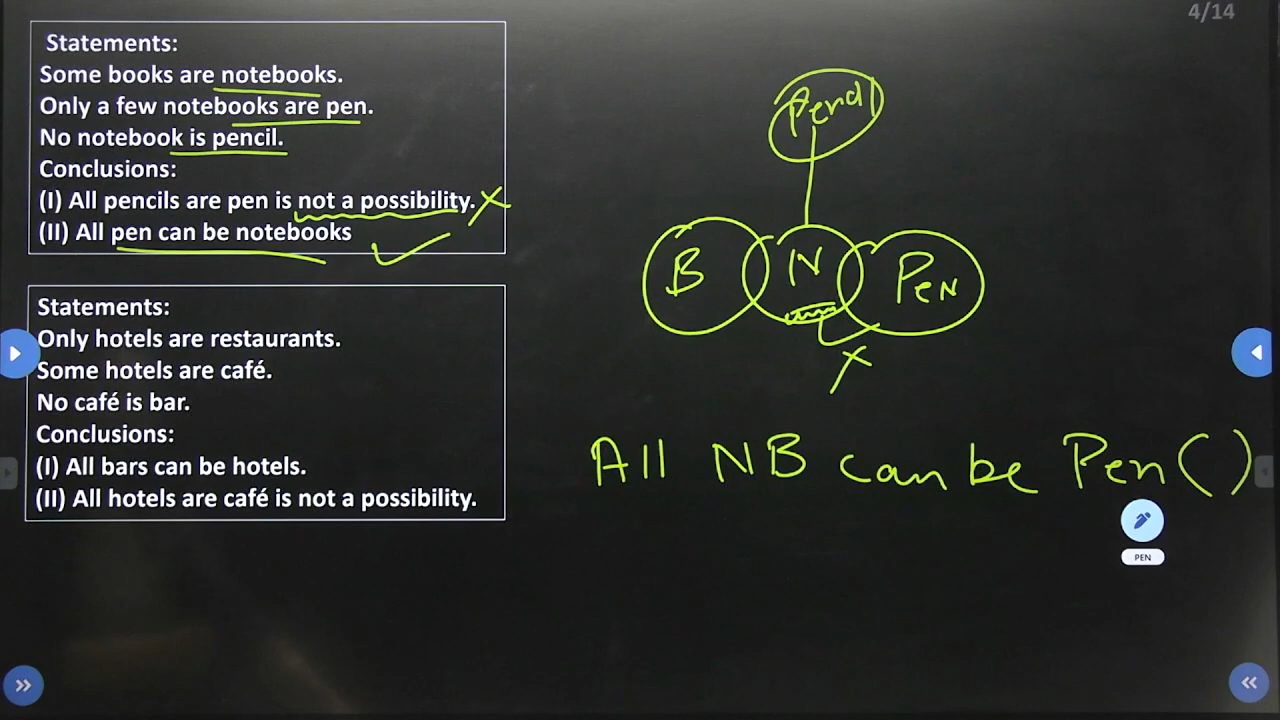 4/14
Statements:
Some books are notebooks.
Only a few notebooks are pen.
No notebook is pencil.
Conclusions:
(I) All pencils are pen is not a possibility.
(II) All pen can be notebooks
Statements:
Only hotels are restaurants.
Some hotels are café.
No café is bar.
Conclusions:
(I) All bars can be hotels.
(II) All hotels are café is not a possibility.
B
N
Pen
All NB can be Pen ( )
PEN